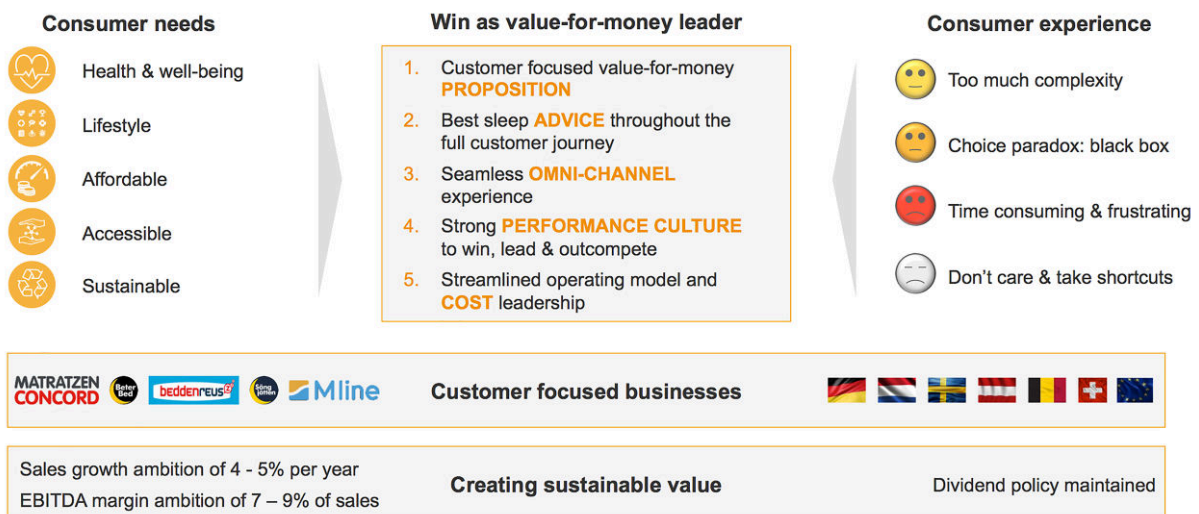 Consumer needs
Health & well-being
Lifestyle
Affordable
Accessible
Sustainable
Win as value-for-money leader
1. Customer focused value-for-money
PROPOSITION
2. Best sleep ADVICE throughout the
full customer journey
3. Seamless OMNI-CHANNEL
experience
4. Strong PERFORMANCE CULTURE
to win, lead & outcompete
5. Streamlined operating model and
COST leadership
Consumer experience
Too much complexity
Choice paradox: black box
Time consuming & frustrating
Don't care & take shortcuts
MATRATZEN
CONCORD
Beter
Bed
beddenreus
Säng
jätten
Mline
Customer focused businesses
Sales growth ambition of 4 - 5% per year
EBITDA margin ambition of 7 – 9% of sales
Creating sustainable value
Dividend policy maintained